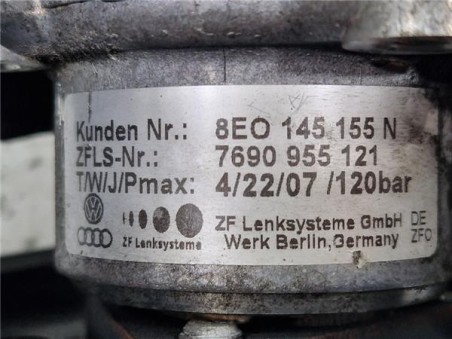 Kunden Nr.: 8EO 145 155 N
ZFLS-Nr.: 7690 955 121
T/W/J/Pmax: 4/22/07 /120bar
ZF Lenksysteme
ZF Lenksysteme GmbH DE
Werk Berlin,Germany ZFO